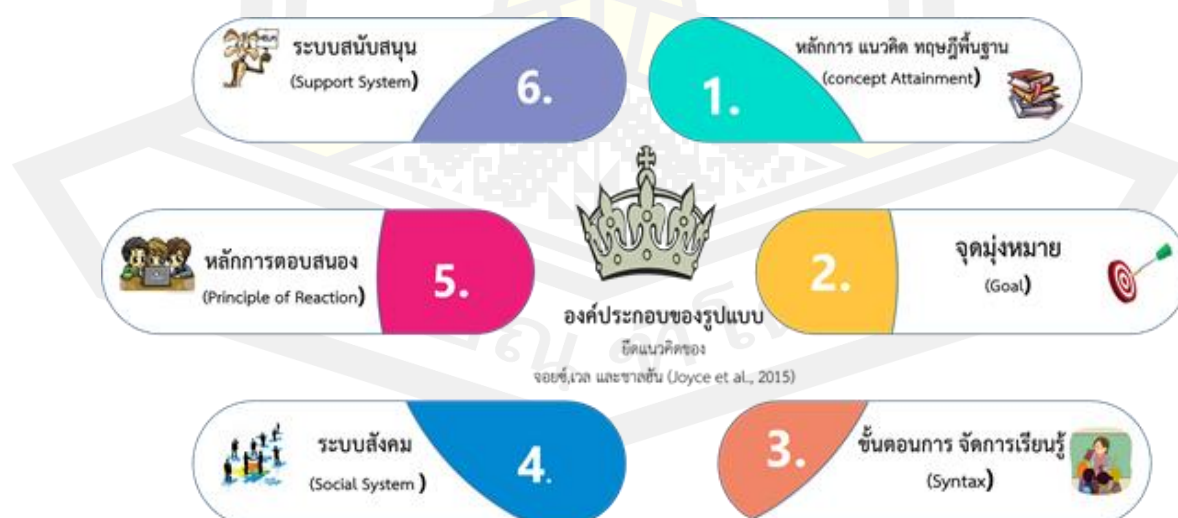 1.
หลักการ แนวคิด ทฤษฎีพื้นฐาน
(concept Attainment)
2.
จุดมุ่งหมาย
(Goal)
3.
ขั้นตอนการ จัดการเรียนรู้
(Syntax)
4.
ระบบสังคม
(Social System )
5.
หลักการตอบสนอง
(Principle of Reaction)
6.
ระบบสนับสนุน
(Support System)
HELP
องค์ประกอบของรูปแบบ
ยึดแนวคิดของ
จอยซ์,เวล และชาลฮัน (Joyce et al., 2015)